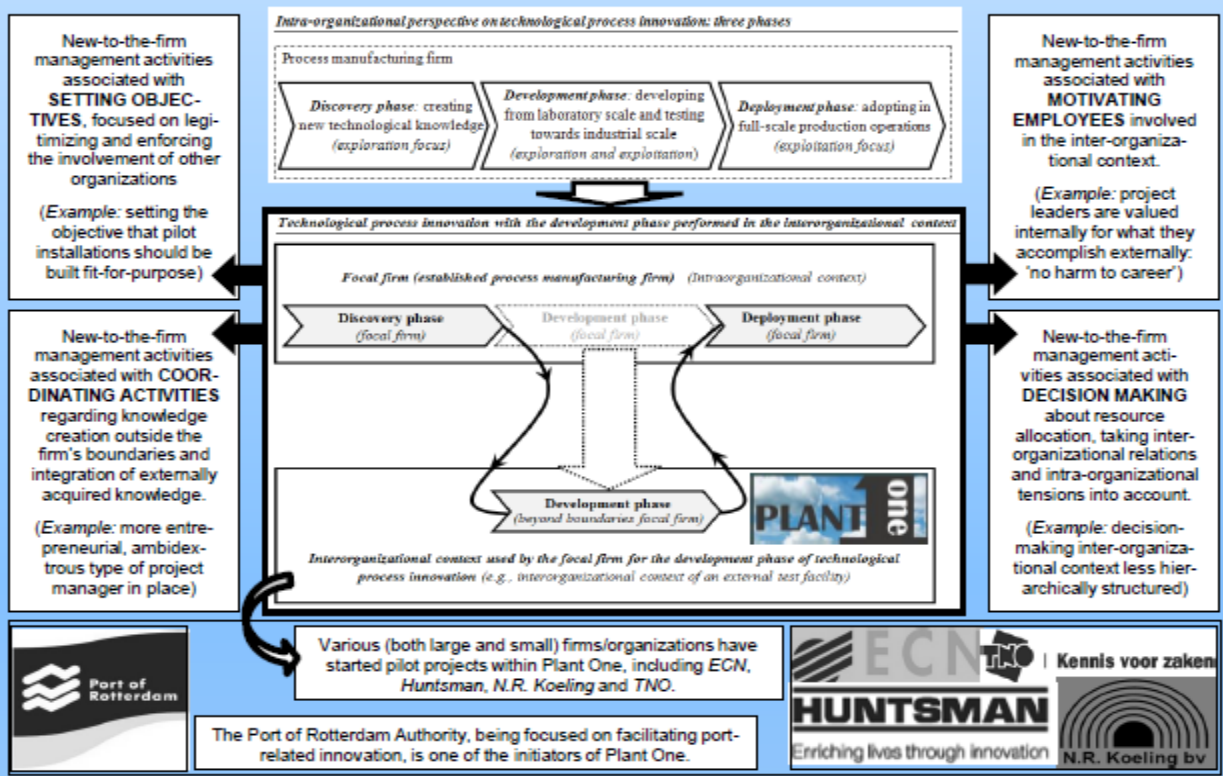 New-to-the-firm
management activities
associated with
SETTING OBJEC-
TIVES, focused on legi-
timizing and enforcing
the involvement of other
organizations
(Example: setting the
objective that pilot
installations should be
built fit-for-purpose)
Intra-organizational perspective on technological process innovation: three phases
Process manufacturing firm
Discovery phase: creating
new technological knowledge
(exploration focus)
Development phase: developing
from laboratory scale and testing
towards industrial scale
(exploration and exploitation)
Deployment phase: adopting in
full-scale production operations
(exploitation focus)
New-to-the-firm
management activities
associated with
MOTIVATING
EMPLOYEES involved
in the inter-organiza-
tional context.
(Example: project
leaders are valued
internally for what they
accomplish externally:
'no harm to career')
Technological process innovation with the development phase performed in the interorganizational context
Focal firm (established process manufacturing firm) (Intraorganizational context)
Discovery phase
(focal firm)
Development phase
(focal firm)
Deployment phase
(focal firm)
New-to-the-firm
management activities
associated with COOR-
DINATING ACTIVITIES
regarding knowledge
creation outside the
firm's boundaries and
integration of externally
acquired knowledge.
(Example: more entre-
preneurial, ambidex-
trous type of project
manager in place)
Development phase
(beyond boundaries focal firm)
PLANT one
Interorganizational context used by the focal firm for the development phase of technological
process innovation (e.g., interorganizational context of an external test facility)
New-to-the-firm
management acti-
vities associated with
DECISION MAKING
about resource
allocation, taking inter-
organizational relations
and intra-organizational
tensions into account.
(Example: decision-
making inter-organiza-
tional context less hier-
archically structured)
Port of
Rotterdam
Various (both large and small) firms/organizations have
started pilot projects within Plant One, including ECN,
Huntsman, N.R. Koeling and TNO.
The Port of Rotterdam Authority, being focused on facilitating port-
related innovation, is one of the initiators of Plant One.
ECN
TNO | Kennis voor zaken
HUNTSMAN
Enriching lives through innovation
N.R. Koeling bv